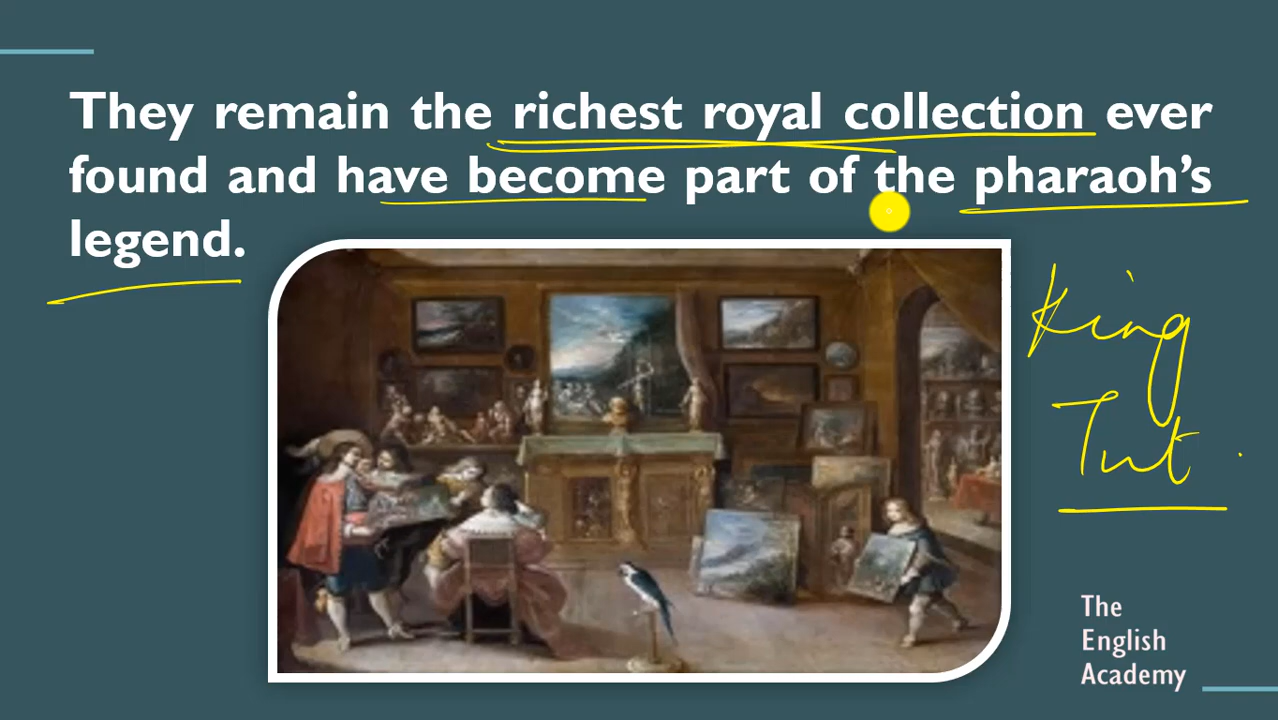 They remain the richest royal collection ever
found and have become part of the pharaoh's
legend.
King
Tut
The
English
Academy